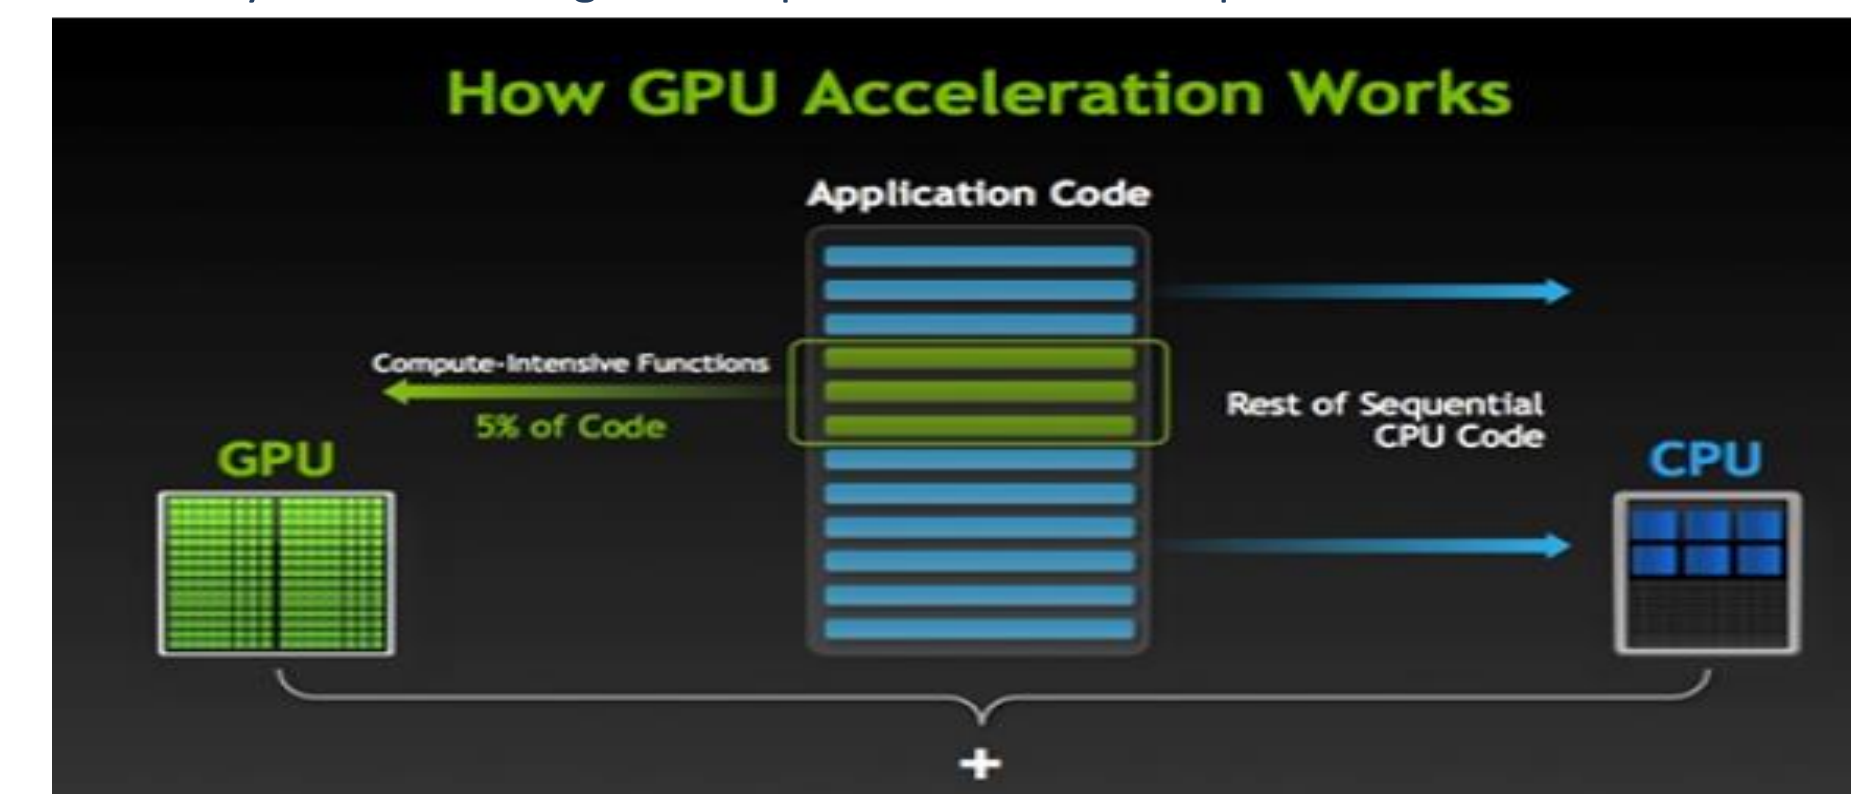 How GPU Acceleration Works
Application Code
Compute-Intensive Functions
5% of Code
Rest of Sequential
CPU Code
GPU
CPU
+